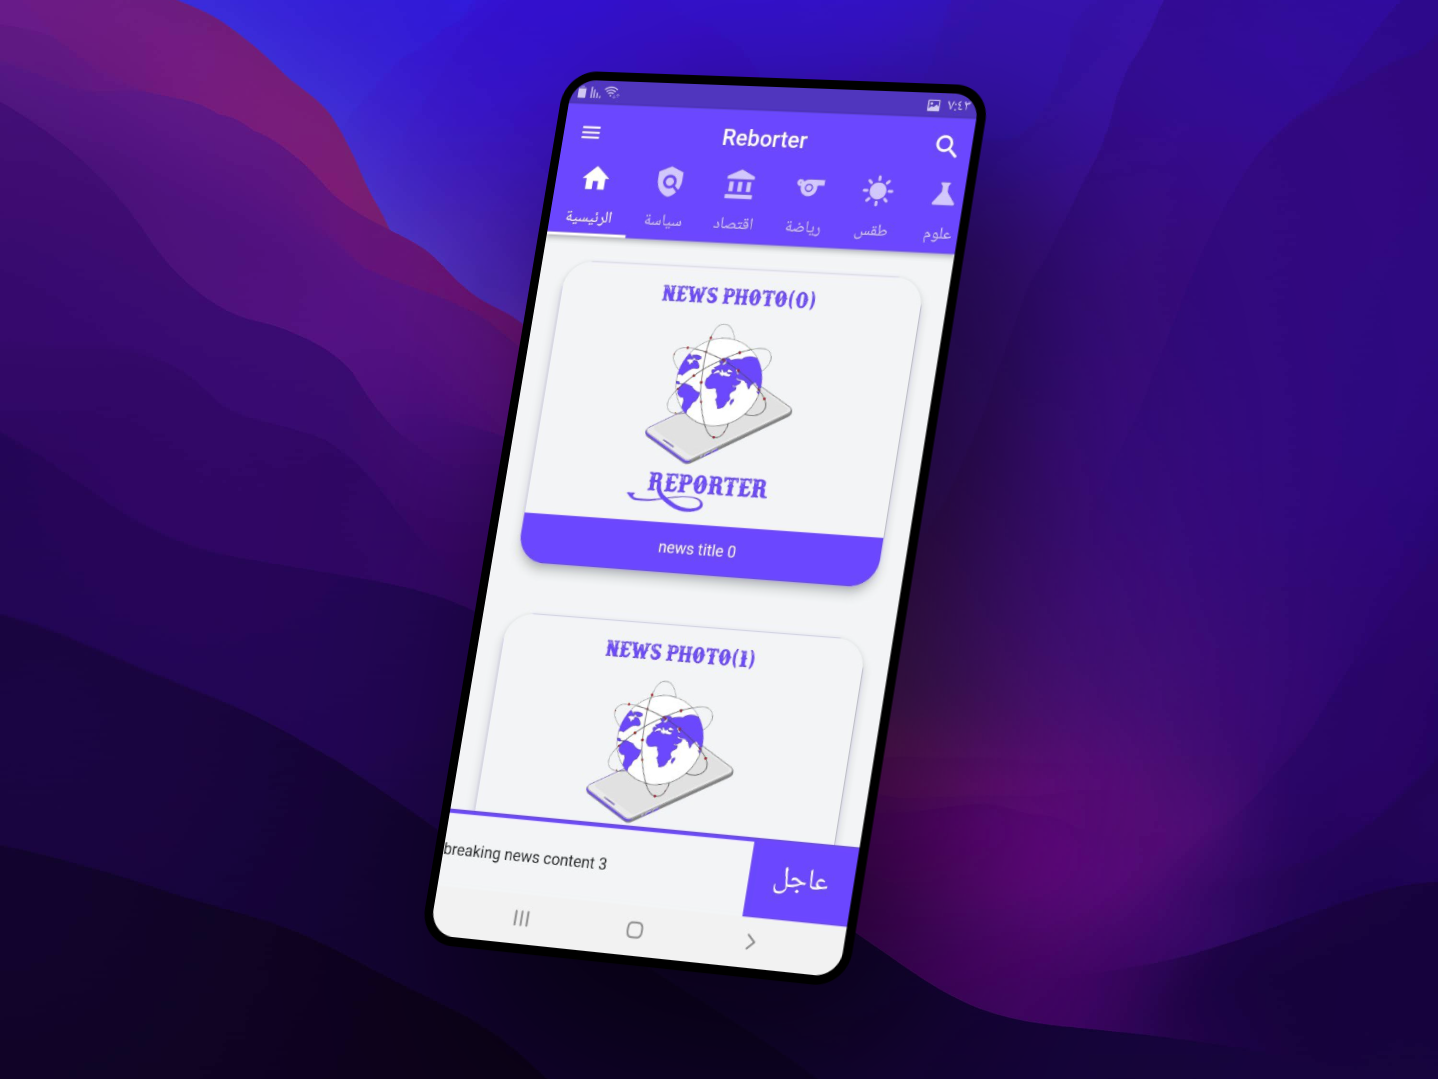 ٧:٤٢
Reborter
الرئيسية
سياسة
اقتصاد
رياضة
طقس
علوم
NEWS PHOTO(0)
REPORTER
news title 0
NEWS PHOTO(1)
breaking news content 3
عاجل